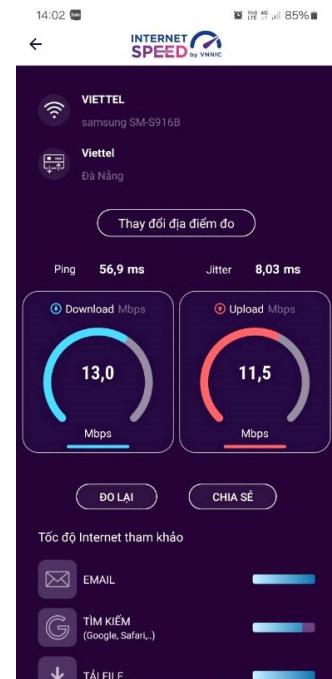 14:02
85%
INTERNET
SPEED by VNNIC
VIETTEL
samsung SM-S916B
Viettel
Đà Nẵng
Thay đổi địa điểm đo
Ping 56,9 ms Jitter 8,03 ms
Download Mbps Upload Mbps
13,0 11,5
Mbps Mbps
ĐO LẠI CHIA SẺ
Tốc độ Internet tham khảo
EMAIL
TÌM KIẾM
(Google, Safari,..)
TẢI FILE